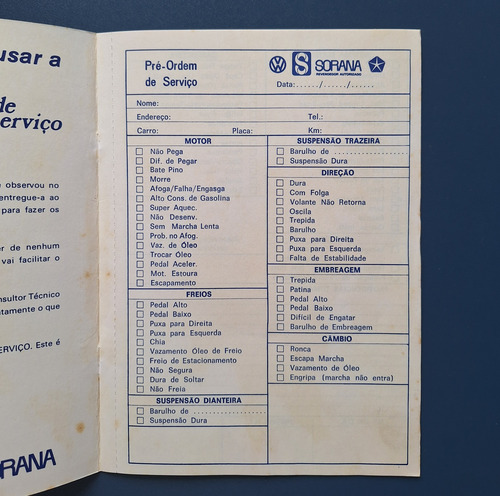 usar a
de
erviço
e observou no
entregue-a ao
para fazer os
er de nenhum
vai facilitar o
nsultor Técnico
tamente o que
SERVIÇO. Este é
ORANA
Pré-Ordem
de Serviço
S SORANA
REVENDEDOR AUTORIZADO
Data:....../....../......
Nome:
Endereço: Tel.:
Carro: Placa: Km:
MOTOR
Não Pega
Dif. de Pegar
Bate Pino
Morre
Afoga/Falha/Engasga
Alto Cons. de Gasolina
Super Aquec.
Não Desenv.
Sem Marcha Lenta
Prob. no Afog.
Vaz. de Óleo
Trocar Óleo
Pedal Aceler.
Mot. Estoura
Escapamento
FREIOS
Pedal Alto
Pedal Baixo
Puxa para Direita
Puxa para Esquerda
Chia
Vazamento Óleo de Freio
Freio de Estacionamento
Não Segura
Dura de Soltar
Não Freia
SUSPENSÃO DIANTEIRA
Barulho de ...................
Suspensão Dura
SUSPENSÃO TRAZEIRA
Barulho de ...................
Suspensão Dura
DIREÇÃO
Dura
Com Folga
Volante Não Retorna
Oscila
Trepida
Barulho
Puxa para Direita
Puxa para Esquerda
Falta de Estabilidade
EMBREAGEM
Trepida
Patina
Pedal Alto
Pedal Baixo
Difícil de Engatar
Barulho de Embreagem
CÂMBIO
Ronca
Escapa Marcha
Vazamento de Óleo
Engripa (marcha não entra)